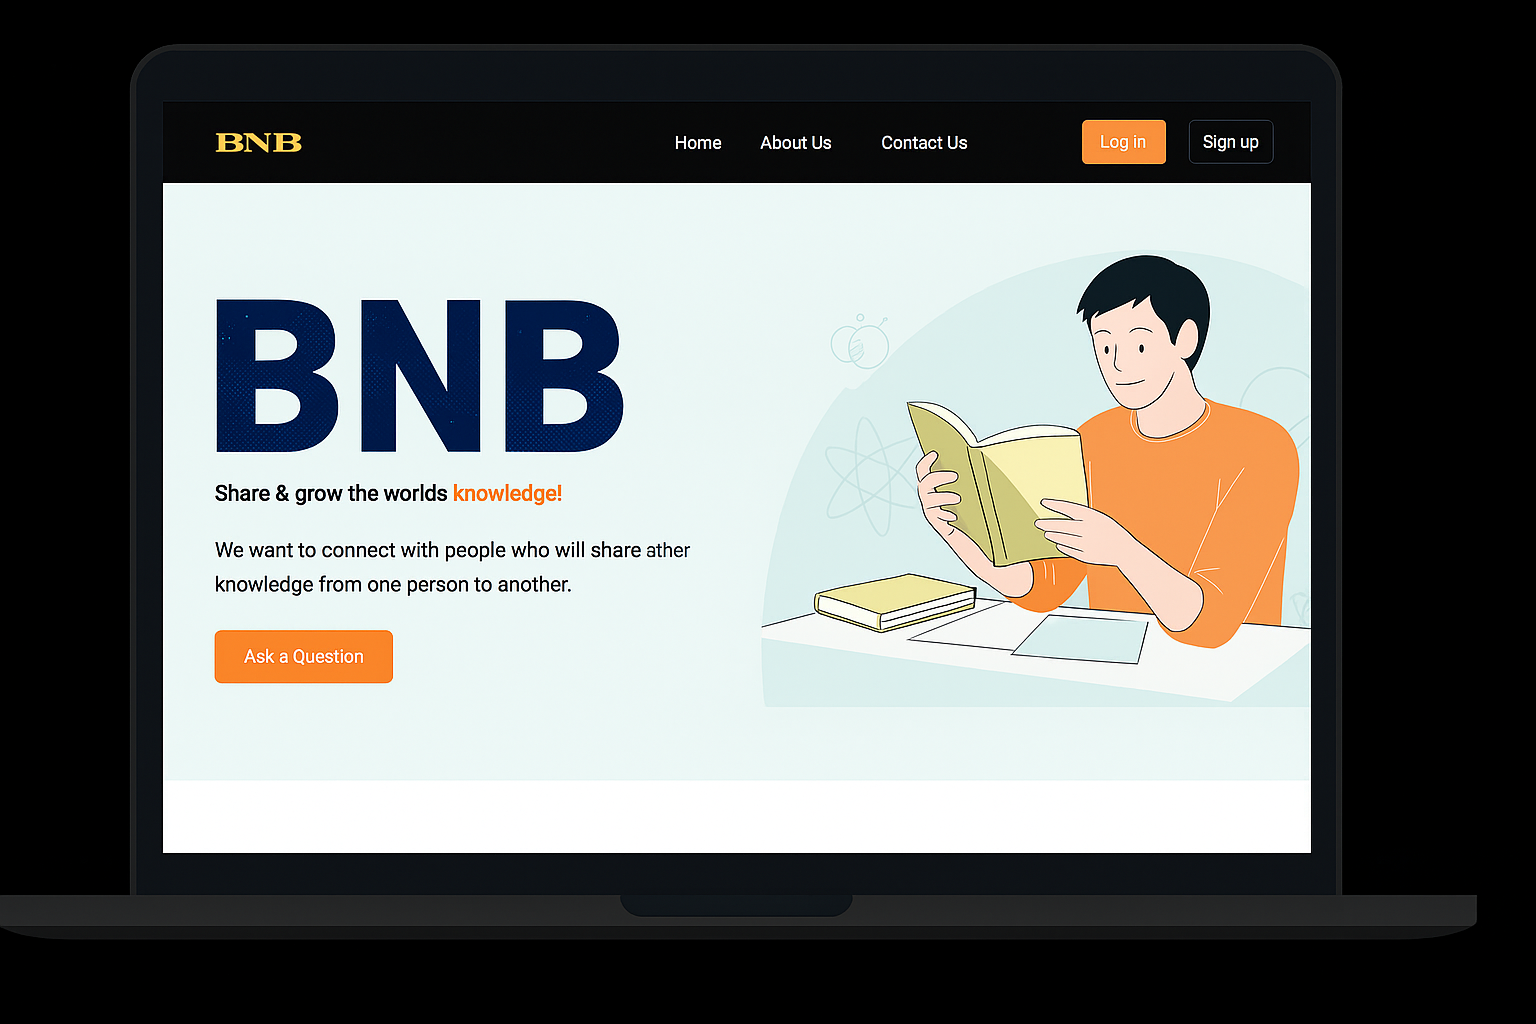 BNB
Home
About Us
Contact Us
Log in
Sign up
BNB
Share & grow the worlds knowledge!
We want to connect with people who will share ather
knowledge from one person to another.
Ask a Question